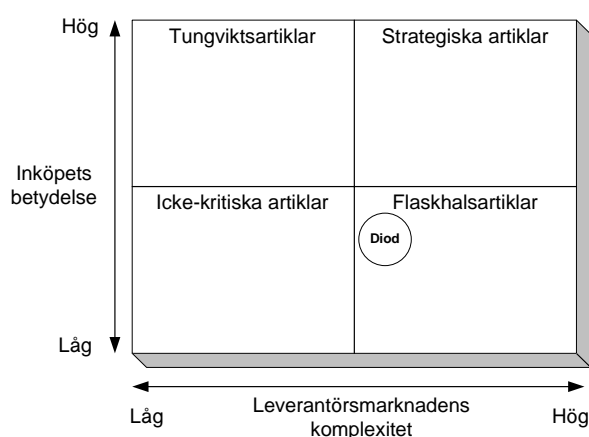 Hög
Tungviktsartiklar
Strategiska artiklar
Inköpets
betydelse
Icke-kritiska artiklar
Flaskhalsartiklar
Diod
Låg
Låg
Leverantörsmarknadens
komplexitet
Hög